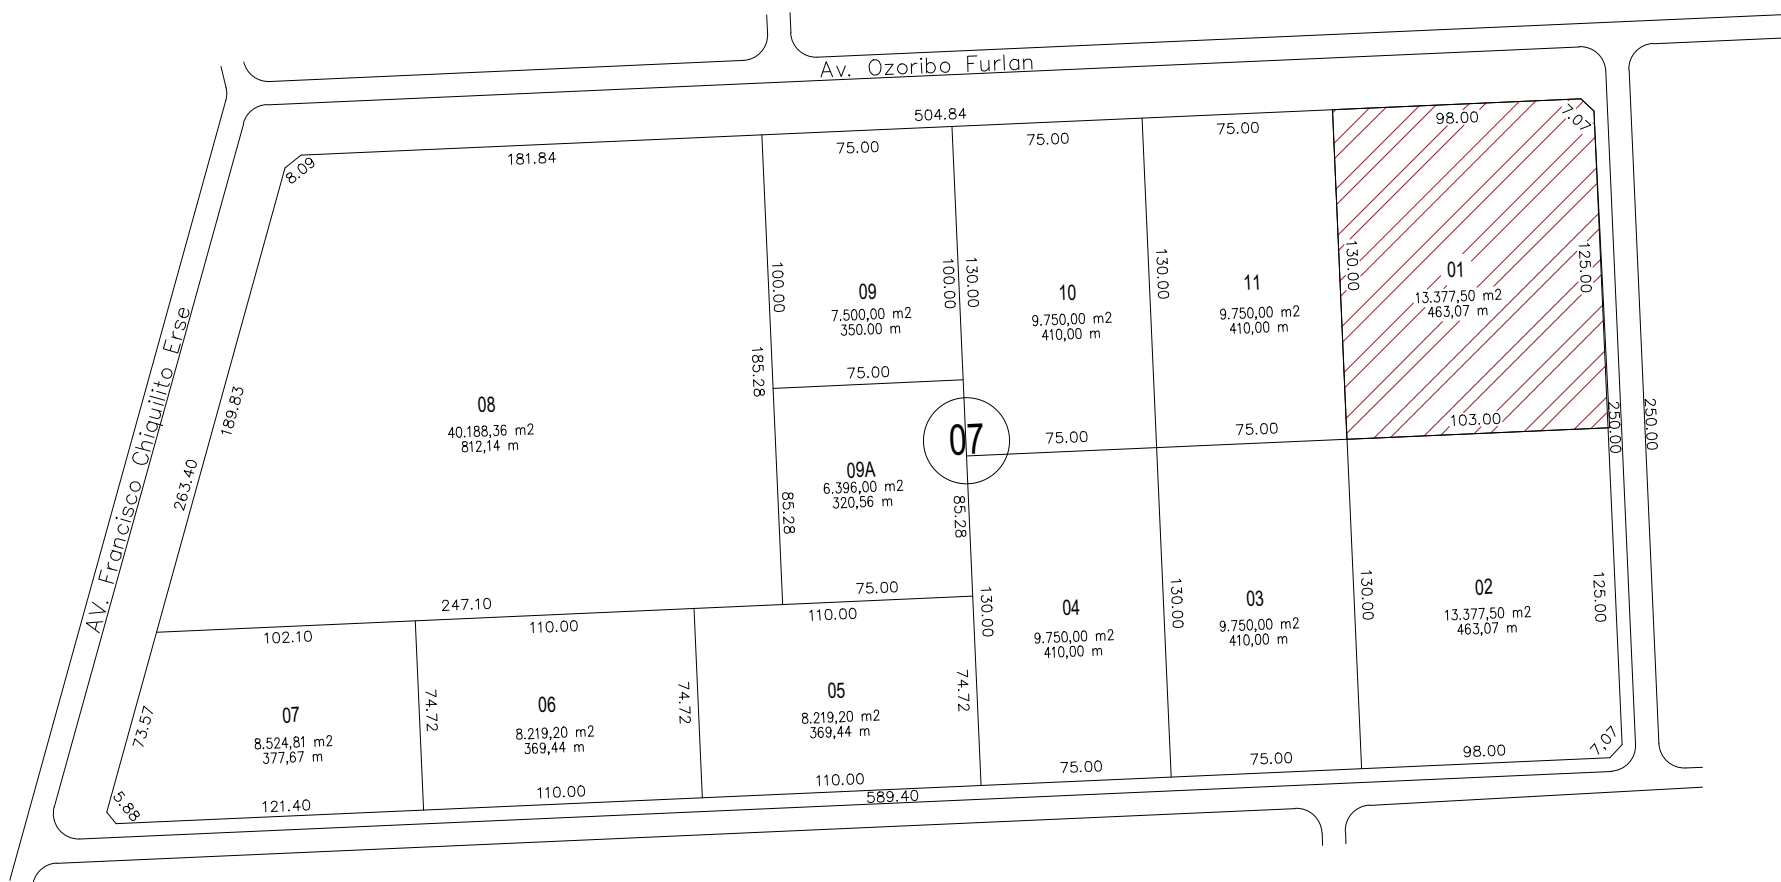 Av. Ozoribo Furlan
504.84
98.00
7.07
75.00
75.00
75.00
181.84
8.09
100.00
100.00
130.00
130.00
130.00
125.00
01
13.377,50 m2
463,07 m
11
9.750,00 m2
410,00 m
10
9.750,00 m2
410,00 m
09
7.500,00 m2
350.00 m
185.28
75.00
AV. Francisco Chiquilito Erse
189.83
263.40
08
40.188,36 m2
812,14 m
07
75.00
75.00
103.00
250.00
250.00
09A
6.396,00 m2
320,56 m
85.28
85.28
75.00
247.10
102.10
110.00
110.00
130.00
130.00
130.00
125.00
04
9.750,00 m2
410,00 m
03
9.750,00 m2
410,00 m
02
13.377,50 m2
463,07 m
73.57
07
8.524,81 m2
377,67 m
74.72
06
8.219,20 m2
369,44 m
74.72
05
8.219,20 m2
369,44 m
74.72
5.88
121.40
110.00
110.00
589.40
75.00
75.00
98.00
7,07